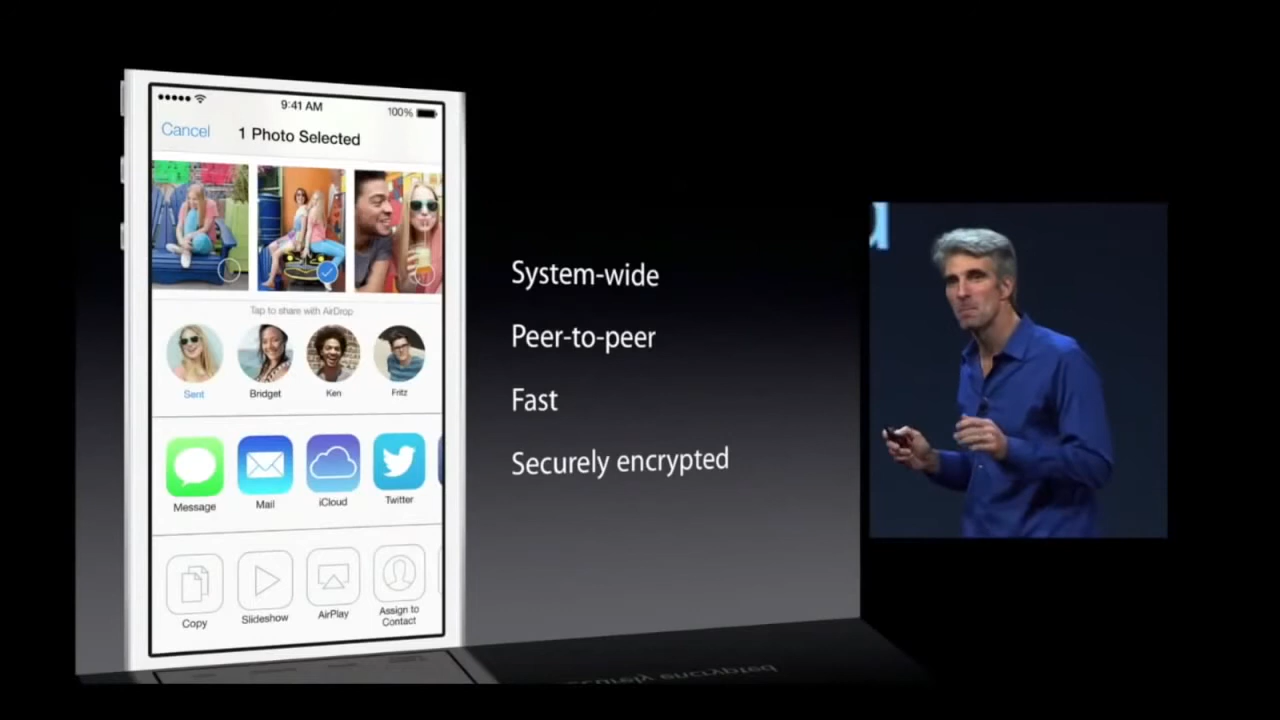 9:41 AM
100%
Cancel
1 Photo Selected
Tap to share with AirDrop
Sent
Bridget
Ken
Fritz
Message
Mail
iCloud
Twitter
Copy
Slideshow
AirPlay
Assign to
Contact
System-wide
Peer-to-peer
Fast
Securely encrypted